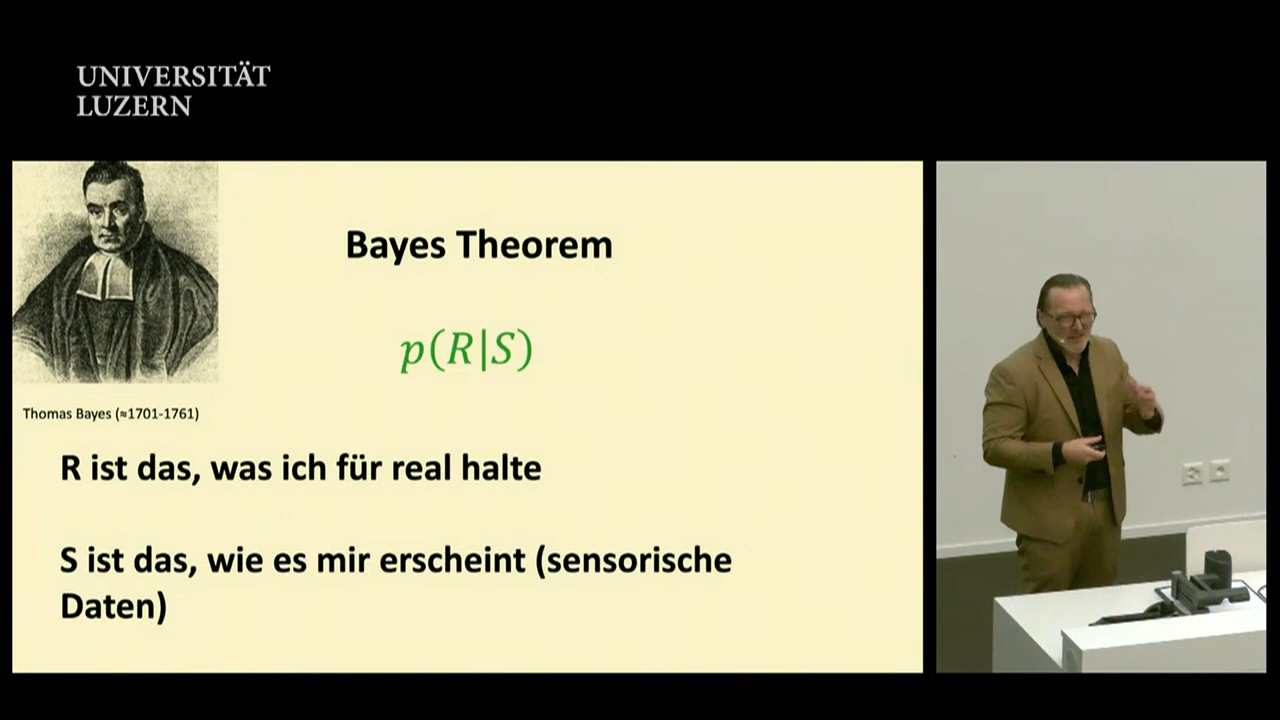 UNIVERSITÄT
LUZERN
Bayes Theorem
p(R|S)
Thomas Bayes (≈1701-1761)
R ist das, was ich für real halte
S ist das, wie es mir erscheint (sensorische
Daten)